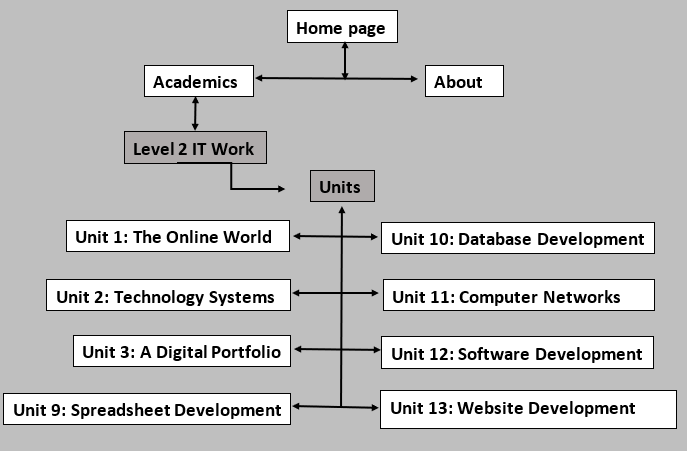 Home page
Academics
About
Level 2 IT Work
Units
Unit 1: The Online World
Unit 10: Database Development
Unit 2: Technology Systems
Unit 11: Computer Networks
Unit 3: A Digital Portfolio
Unit 12: Software Development
Unit 9: Spreadsheet Development
Unit 13: Website Development